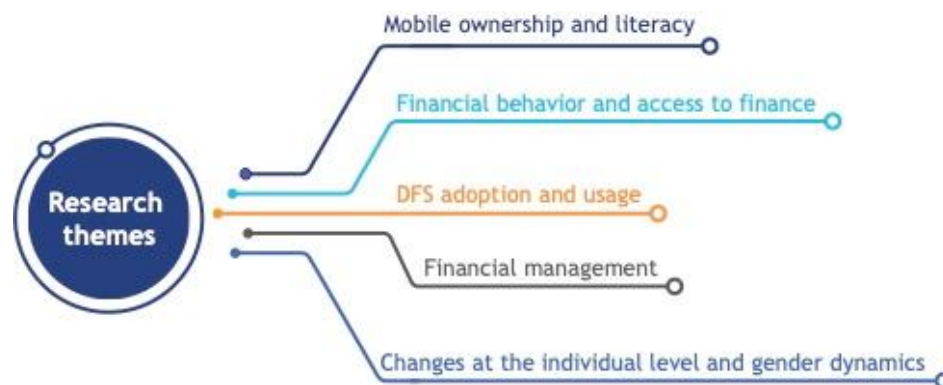 Mobile ownership and literacy
Financial behavior and access to finance
Research
themes
DFS adoption and usage
Financial management
Changes at the individual level and gender dynamics